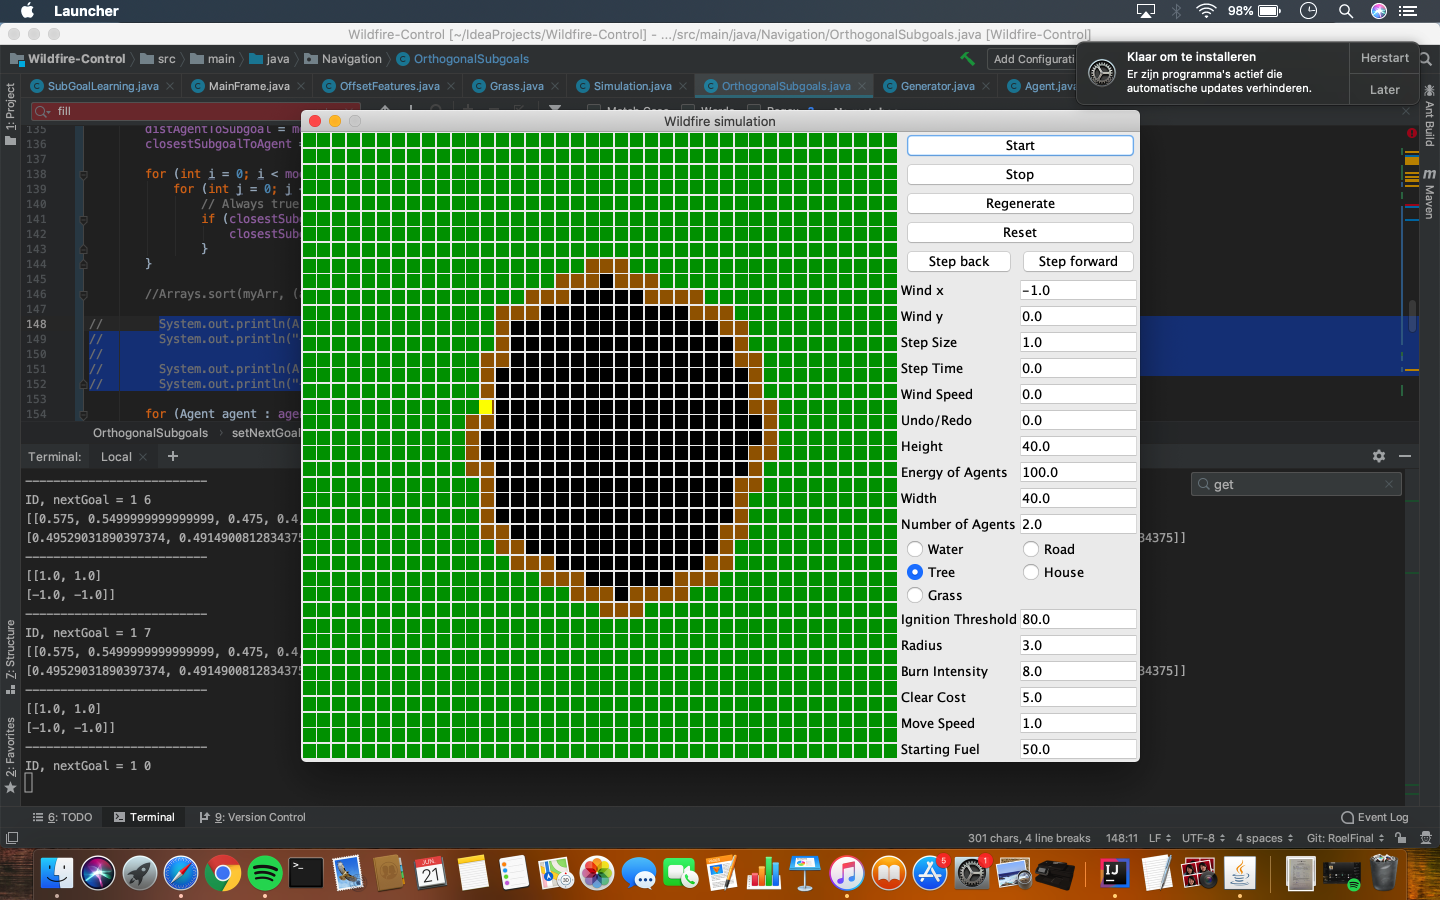 Launcher
98%
Wildfire-Control [~/IdeaProjects/Wildfire-Control] – .../src/main/java/Navigation/OrthogonalSubgoals.java [Wildfire-Control]
Wildfire-Control
src
main
java
Navigation
OrthogonalSubgoals
Add Configurati
Klaar om te installeren
Er zijn programma's actief die
automatische updates verhinderen.
Herstart
Later
SubGoalLearning.java
MainFrame.java
OffsetFeatures.java
Grass.java
Simulation.java
OrthogonalSubgoals.java
Generator.java
Agent.java
1: Project
Ant Build
Maven
fill
Wildfire simulation
135 distAgentToSubgoal = m
136 closestSubgoalToAgent =
137
138 for (int i = 0; i < mo
139 for (int j = 0; j
140 // Always true
141 if (closestSub
142 closestSub
143 }
144 }
145
146 //Arrays.sort(myArr, (
147
148 // System.out.println(A
149 // System.out.println("
150 //
151 // System.out.println(A
152 // System.out.println("
153
154 for (Agent agent : age
OrthogonalSubgoals
setNextGoal
Start
Stop
Regenerate
Reset
Step back
Step forward
Wind x -1.0
Wind y 0.0
Step Size 1.0
Step Time 0.0
Wind Speed 0.0
Undo/Redo 0.0
Height 40.0
Energy of Agents 100.0
Width 40.0
Number of Agents 2.0
Water
Road
Tree
House
Grass
Ignition Threshold 80.0
Radius 3.0
Burn Intensity 8.0
Clear Cost 5.0
Move Speed 1.0
Starting Fuel 50.0
Terminal:
Local
get
--------------------------
ID, nextGoal = 1 6
[[0.575, 0.5499999999999999, 0.475, 0.4
[0.49529031890397374, 0.4914900812834375
34375]]
--------------------------
[[1.0, 1.0]
[-1.0, -1.0]]
--------------------------
ID, nextGoal = 1 7
[[0.575, 0.5499999999999999, 0.475, 0.4
[0.49529031890397374, 0.4914900812834375
34375]]
--------------------------
[[1.0, 1.0]
[-1.0, -1.0]]
--------------------------
ID, nextGoal = 1 0
Z: Structure
2: Favorites
6: TODO
Terminal
9: Version Control
Event Log
301 chars, 4 line breaks
148:11
LF
UTF-8
4 spaces
Git: RoelFinal
JUN
21
5
1
IJ